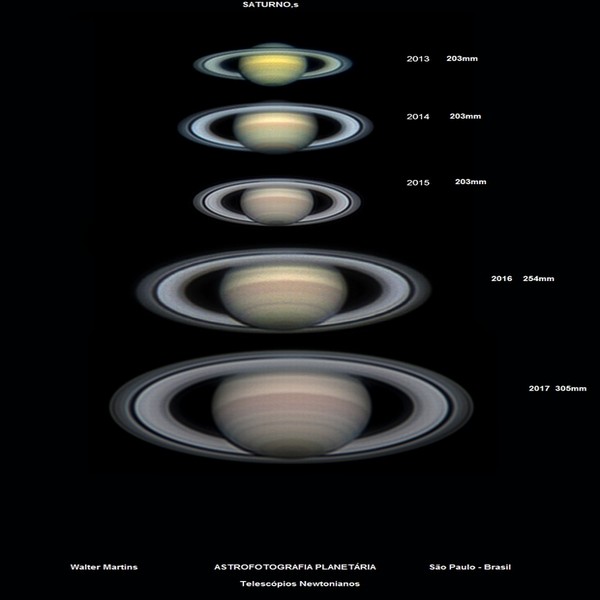 SATURNO,s
2013 203mm
2014 203mm
2015 203mm
2016 254mm
2017 305mm
Walter Martins ASTROFOTOGRAFIA PLANETÁRIA São Paulo - Brasil
Telescópios Newtonianos